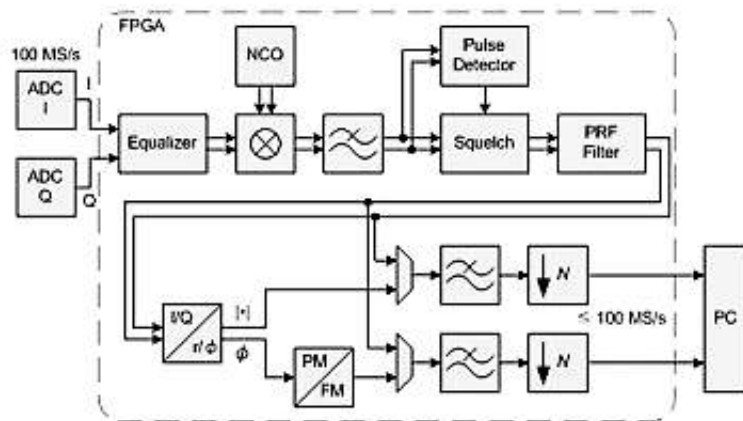 FPGA
100 MS/s
ADC
I
I
ADC
Q
Q
Equalizer
NCO
Pulse
Detector
Squelch
PRF
Filter
I/Q
r/ϕ
|•|
ϕ
PM
FM
N
≤ 100 MS/s
N
PC